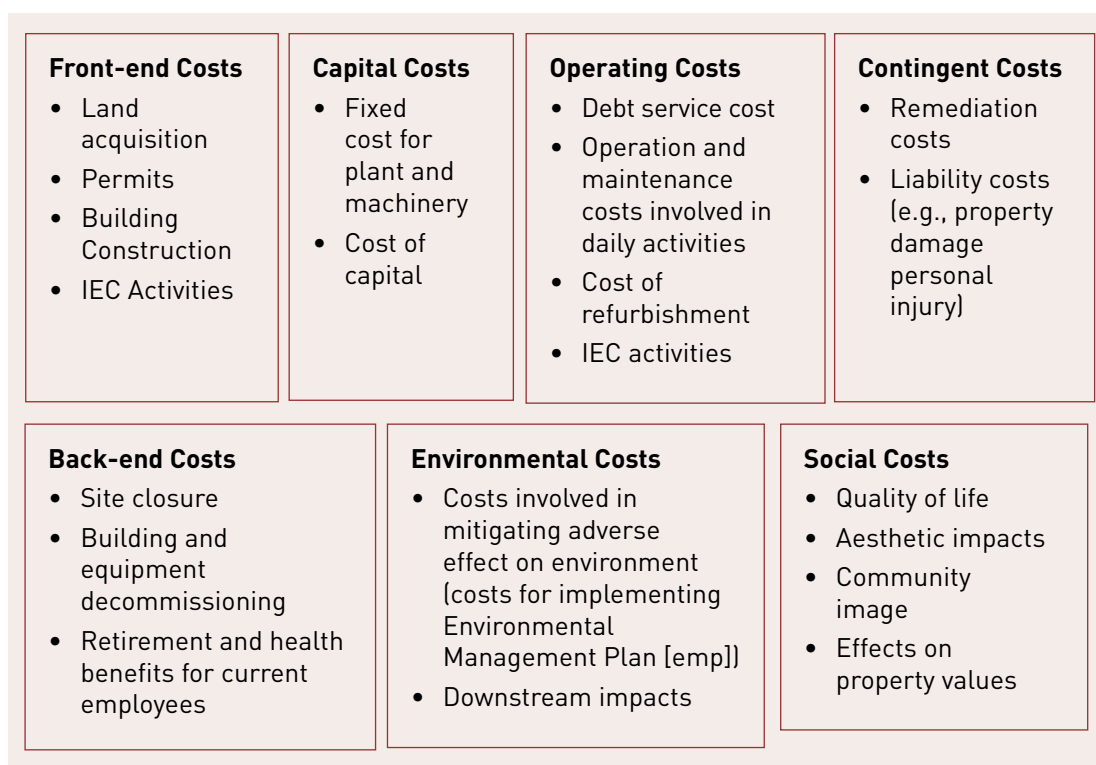 Front-end Costs
• Land
acquisition
• Permits
• Building
Construction
• IEC Activities
Capital Costs
• Fixed
cost for
plant and
machinery
• Cost of
capital
Operating Costs
• Debt service cost
• Operation and
maintenance
costs involved in
daily activities
• Cost of
refurbishment
• IEC activities
Contingent Costs
• Remediation
costs
• Liability costs
(e.g., property
damage
personal
injury)
Back-end Costs
• Site closure
• Building and
equipment
decommissioning
• Retirement and health
benefits for current
employees
Environmental Costs
• Costs involved in
mitigating adverse
effect on environment
(costs for implementing
Environmental
Management Plan [emp])
• Downstream impacts
Social Costs
• Quality of life
• Aesthetic impacts
• Community
image
• Effects on
property values